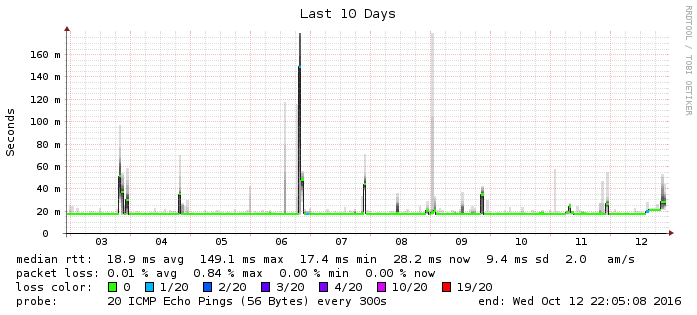 Last 10 Days
RRDTOOL / TOBI OETIKER
Seconds
160 m
140 m
120 m
100 m
80 m
60 m
40 m
20 m
0
03 04 05 06 07 08 09 10 11 12
median rtt: 18.9 ms avg 149.1 ms max 17.4 ms min 28.2 ms now 9.4 ms sd 2.0 am/s
packet loss: 0.01 % avg 0.84 % max 0.00 % min 0.00 % now
loss color: 0 1/20 2/20 3/20 4/20 10/20 19/20
probe: 20 ICMP Echo Pings (56 Bytes) every 300s end: Wed Oct 12 22:05:08 2016